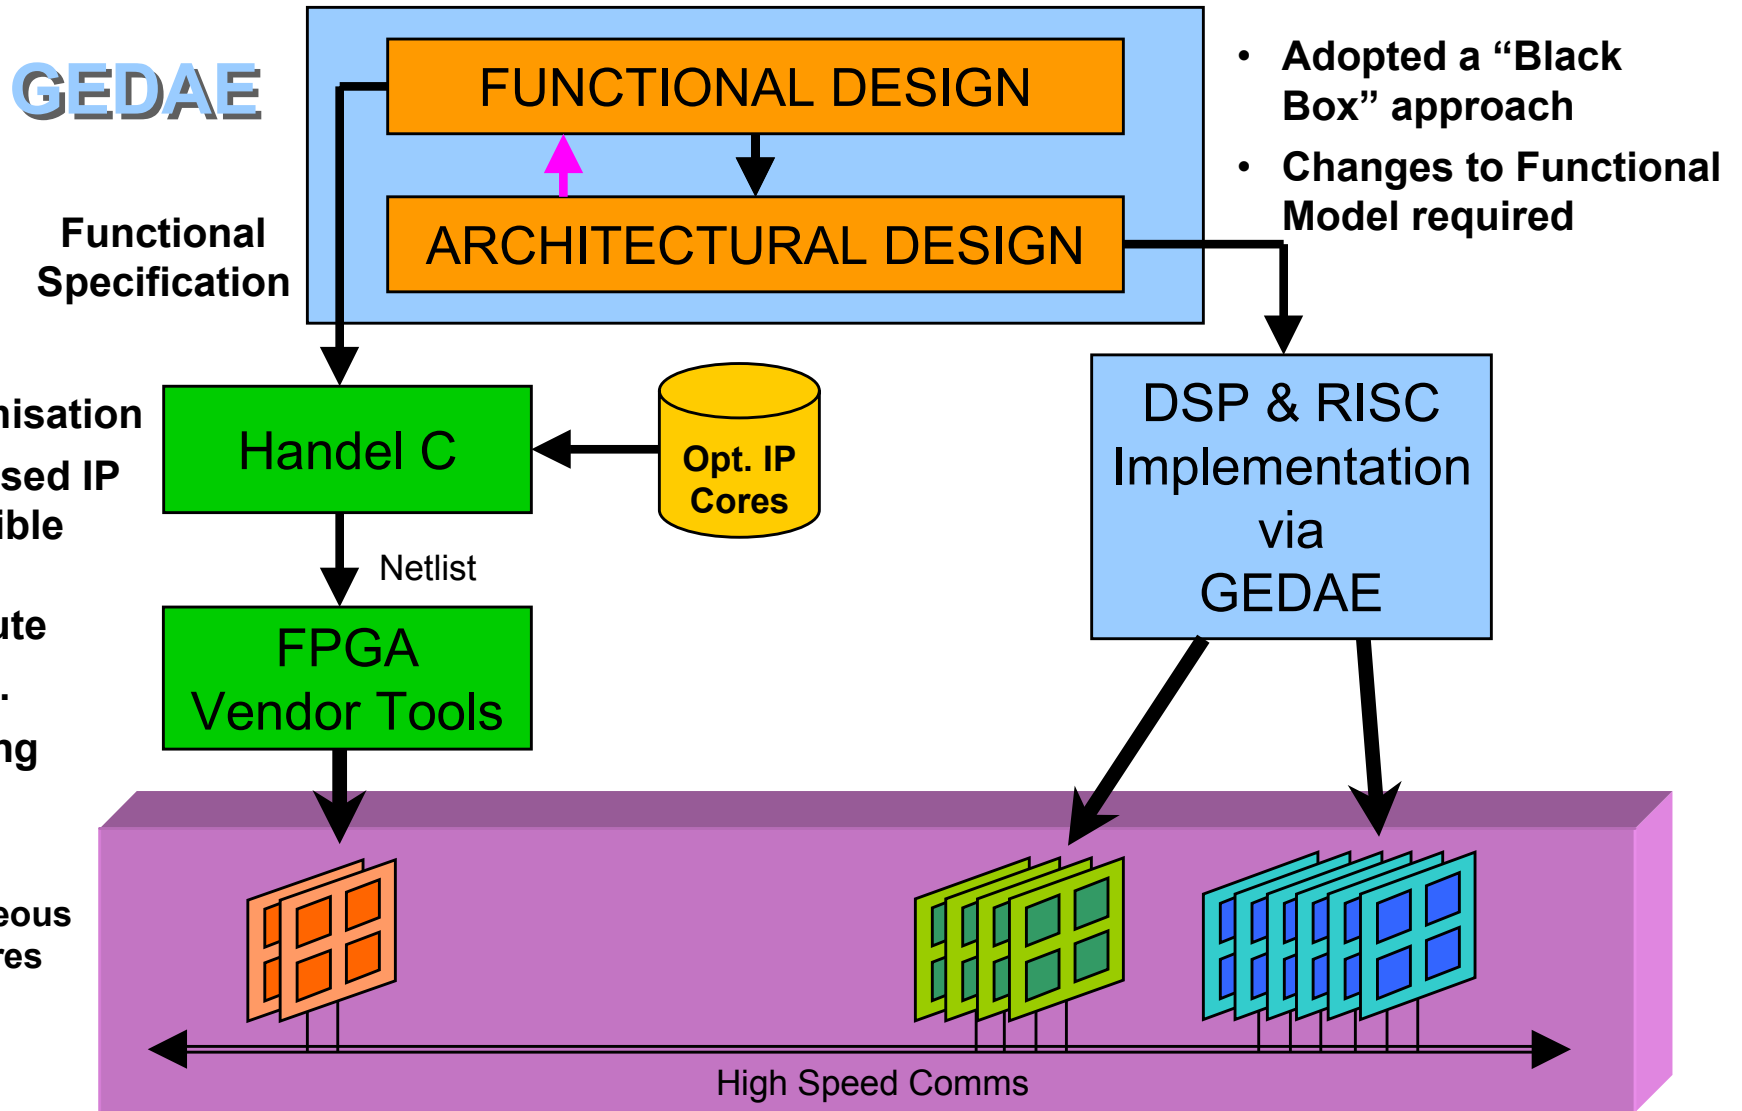 GEDAE
FUNCTIONAL DESIGN
ARCHITECTURAL DESIGN
• Adopted a “Black
Box” approach
• Changes to Functional
Model required
Functional
Specification
Handel C
Opt. IP
Cores
Netlist
FPGA
Vendor Tools
DSP & RISC
Implementation
via
GEDAE
nisation
sed IP
ible
ute
.
ng
eous
res
High Speed Comms